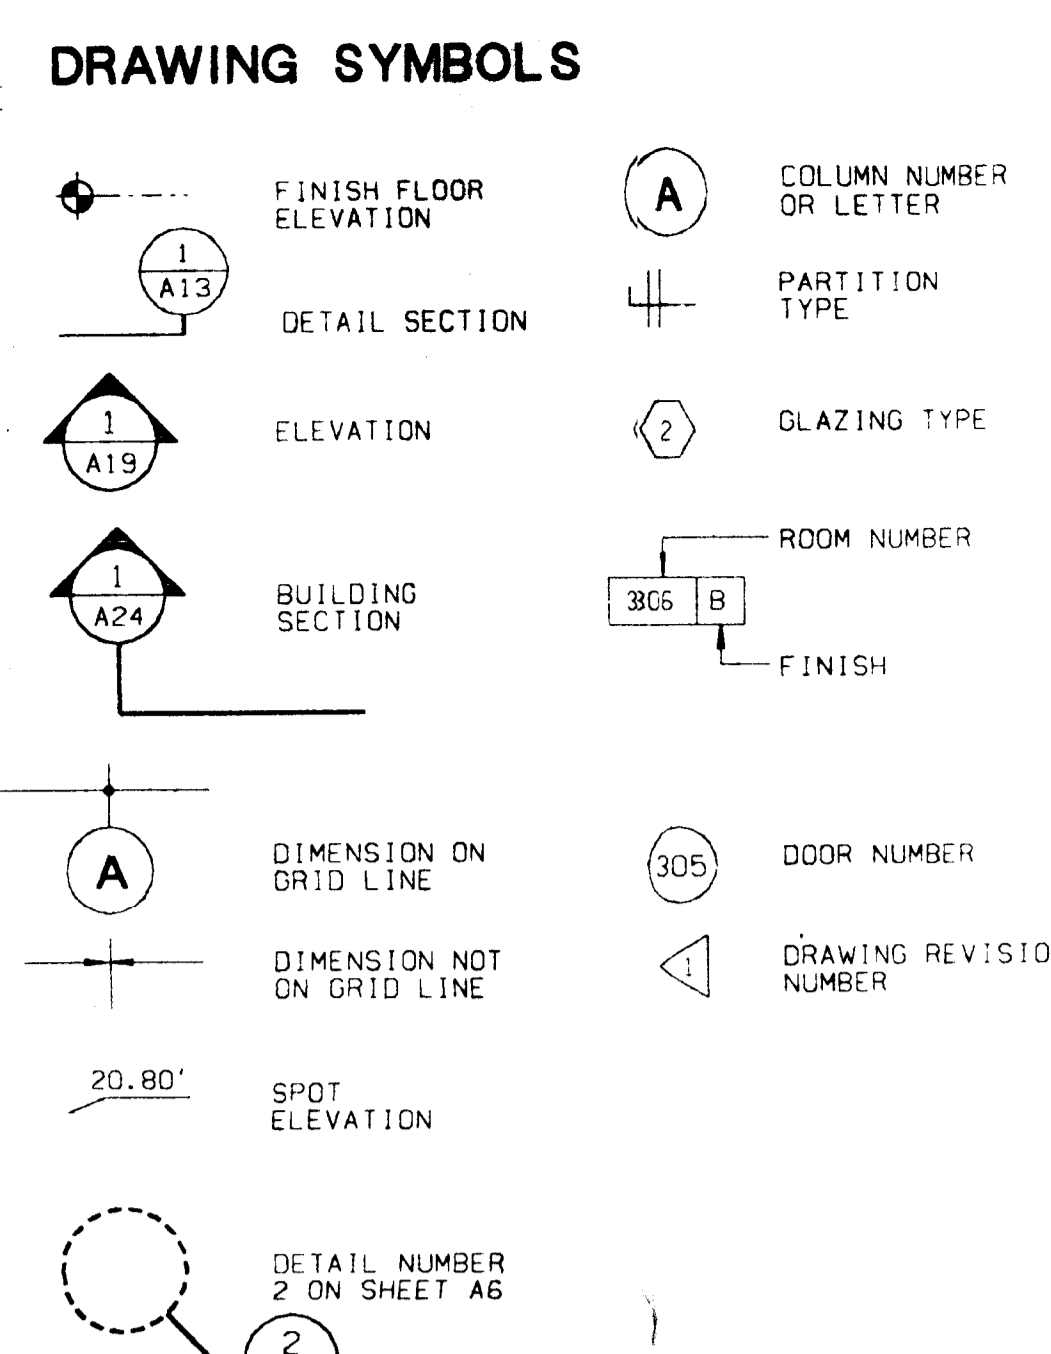 DRAWING SYMBOLS
FINISH FLOOR
ELEVATION
1
A13
DETAIL SECTION
1
A19
ELEVATION
1
A24
BUILDING
SECTION
A
DIMENSION ON
GRID LINE
DIMENSION NOT
ON GRID LINE
20.80'
SPOT
ELEVATION
DETAIL NUMBER
2 ON SHEET A6
2
A
COLUMN NUMBER
OR LETTER
PARTITION
TYPE
2
GLAZING TYPE
ROOM NUMBER
B
FINISH
305
DOOR NUMBER
1
DRAWING REVISIO
NUMBER